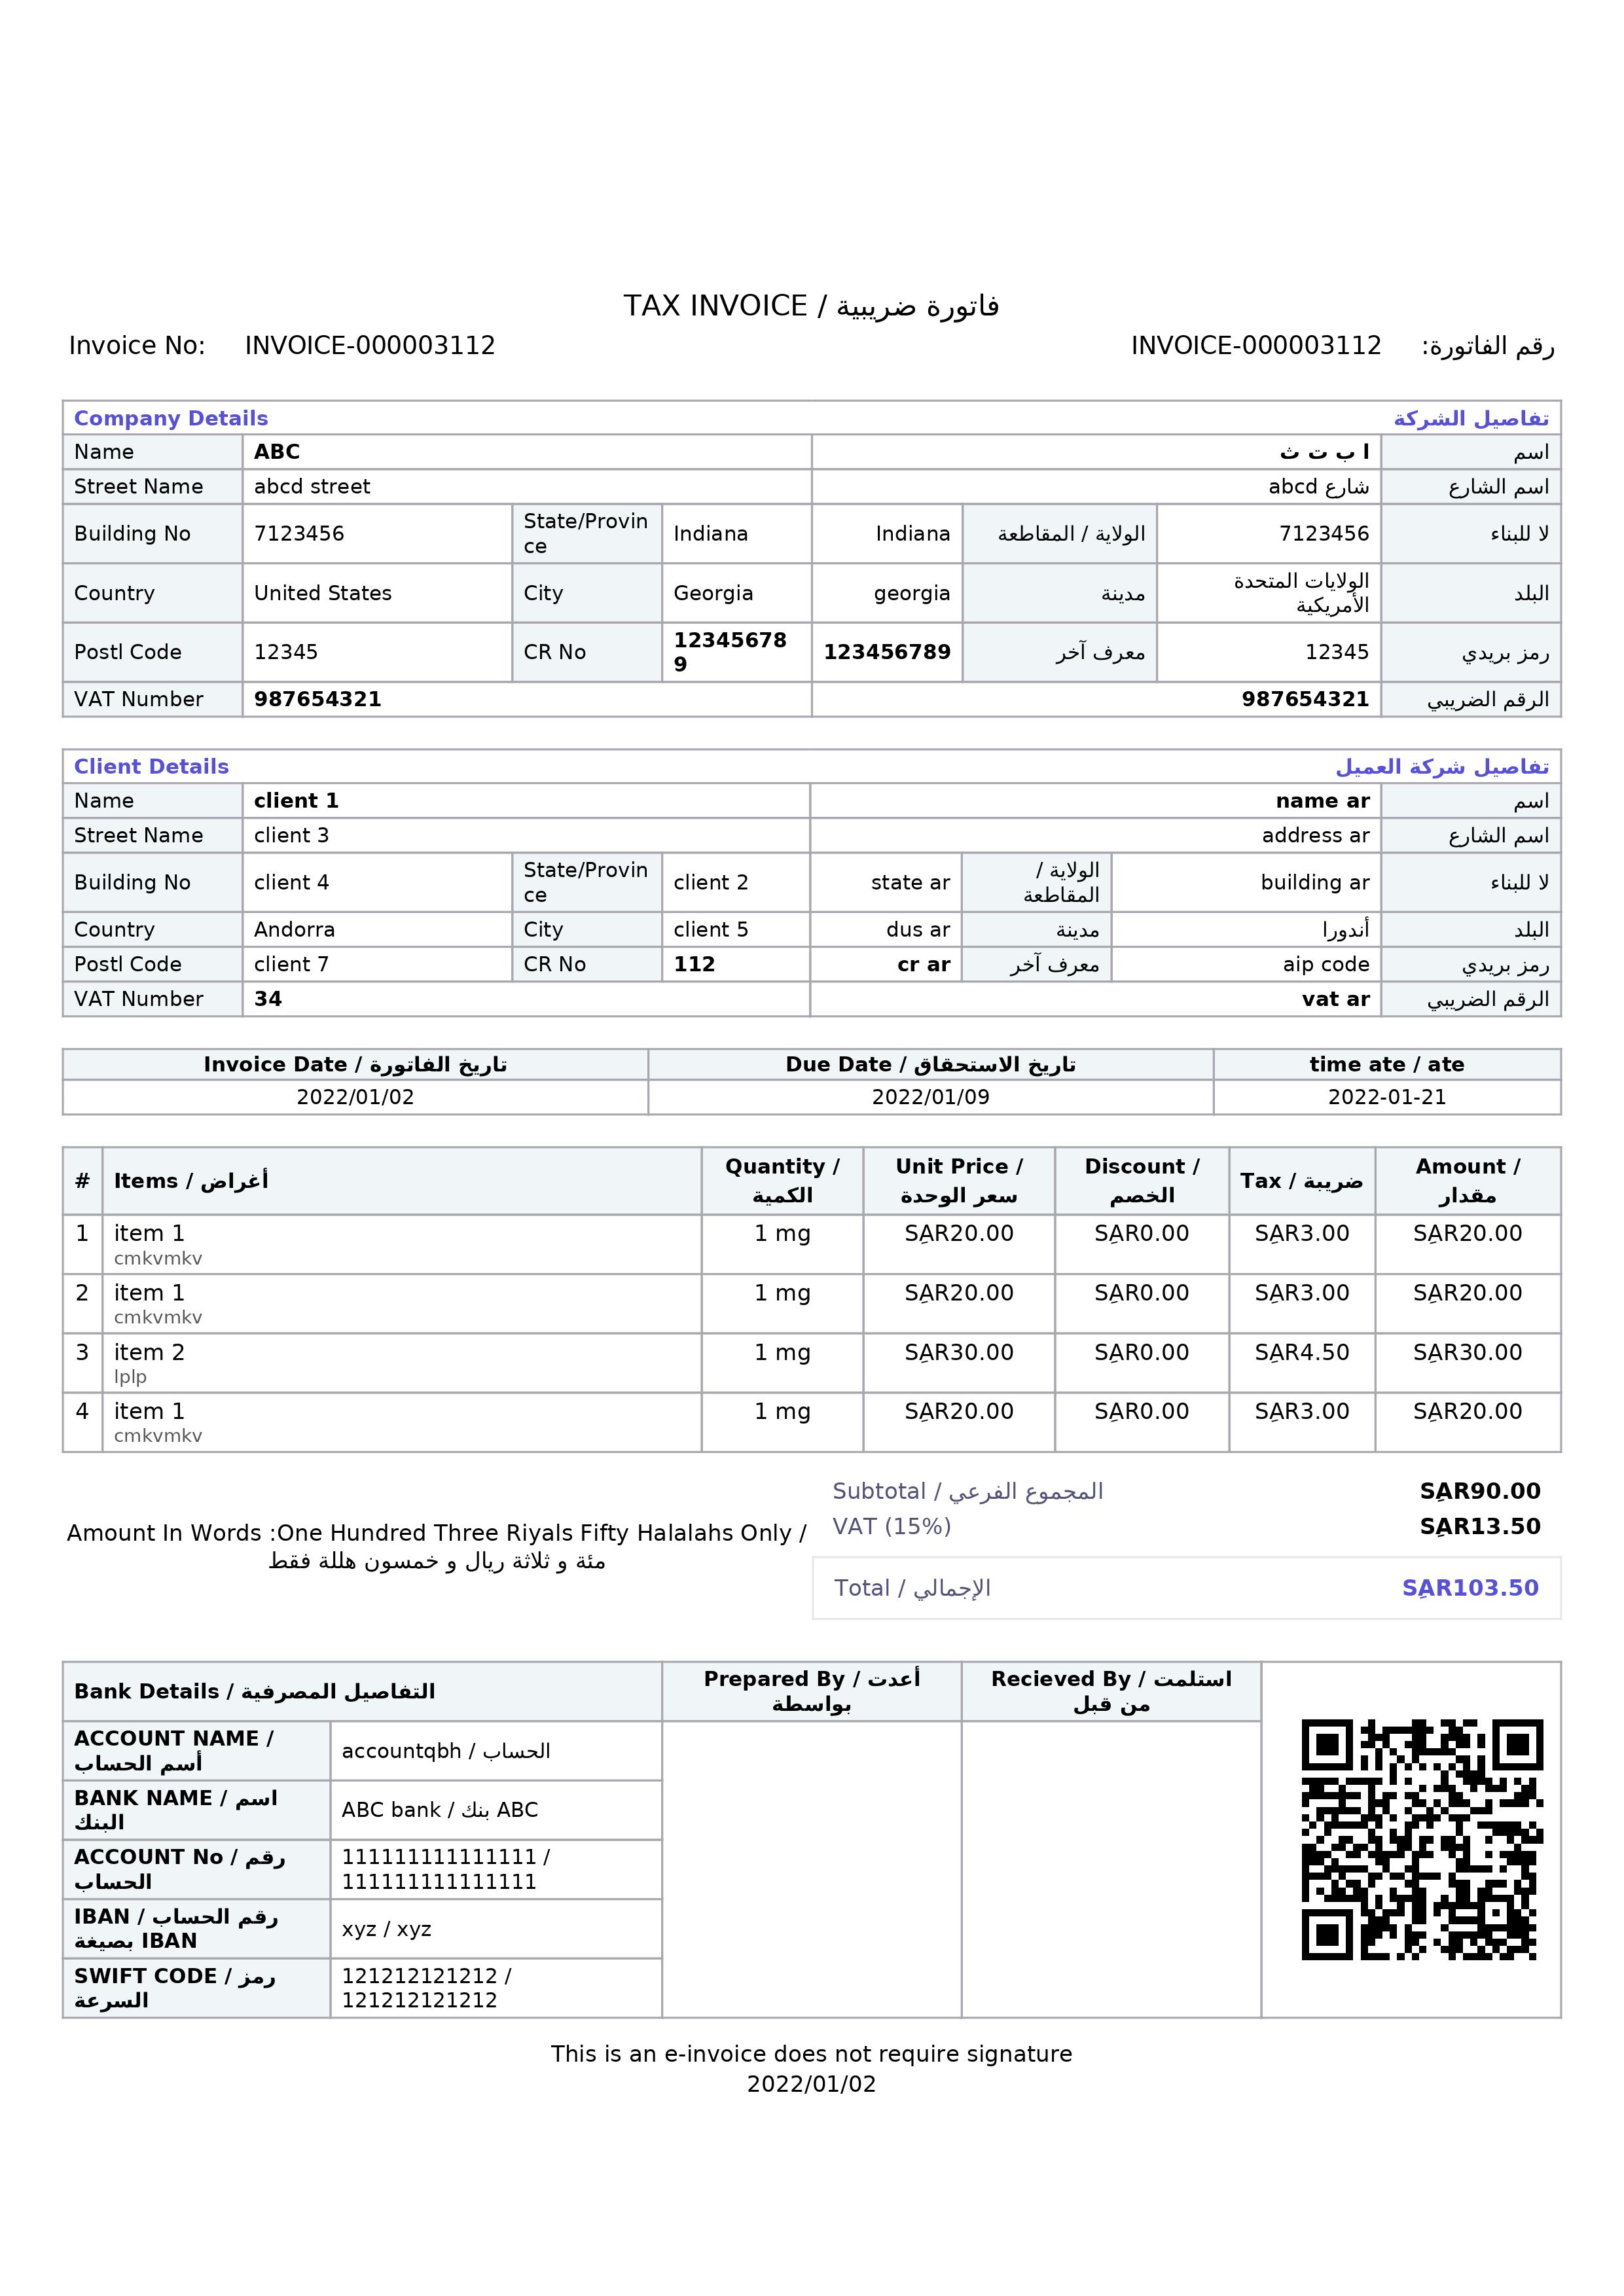 TAX INVOICE / فاتورة ضريبية
Invoice No: INVOICE-000003112 INVOICE-000003112 رقم الفاتورة:
Company Details تفاصيل الشركة
Name ABC ا ب ت ث اسم
Street Name abcd street شارع abcd اسم الشارع
Building No 7123456 State/Provin
ce Indiana Indiana الولاية / المقاطعة 7123456 لا للبناء
Country United States City Georgia georgia مدينة الولايات المتحدة
الأمريكية البلد
Postl Code 12345 CR No 12345678
9 123456789 معرف آخر 12345 رمز بريدي
VAT Number 987654321 987654321 الرقم الضريبي
Client Details تفاصيل شركة العميل
Name client 1 name ar اسم
Street Name client 3 address ar اسم الشارع
Building No client 4 State/Provin
ce client 2 state ar الولاية /
المقاطعة building ar لا للبناء
Country Andorra City client 5 dus ar مدينة أندورا البلد
Postl Code client 7 CR No 112 cr ar معرف آخر aip code رمز بريدي
VAT Number 34 vat ar الرقم الضريبي
Invoice Date / تاريخ الفاتورة Due Date / تاريخ الاستحقاق time ate / ate
2022/01/02 2022/01/09 2022-01-21
# Items / أغراض Quantity /
الكمية Unit Price /
سعر الوحدة Discount /
الخصم Tax / ضريبة Amount /
مقدار
1 item 1 1 mg SAR20.00 SAR0.00 SAR3.00 SAR20.00
cmkvmkv
2 item 1 1 mg SAR20.00 SAR0.00 SAR3.00 SAR20.00
cmkvmkv
3 item 2 1 mg SAR30.00 SAR0.00 SAR4.50 SAR30.00
lplp
4 item 1 1 mg SAR20.00 SAR0.00 SAR3.00 SAR20.00
cmkvmkv
Subtotal / المجموع الفرعي SAR90.00
VAT (15%) SAR13.50
Amount In Words :One Hundred Three Riyals Fifty Halalahs Only /
مئة و ثلاثة ريال و خمسون هللة فقط
Total / الإجمالي SAR103.50
Bank Details / التفاصيل المصرفية Prepared By / أعدت
بواسطة Recieved By / استلمت
من قبل
ACCOUNT NAME /
أسم الحساب accountqbh / الحساب
BANK NAME / اسم
البنك ABC bank / بنك ABC
ACCOUNT No / رقم
الحساب 111111111111111 /
111111111111111
IBAN / رقم الحساب
بصيغة IBAN xyz / xyz
SWIFT CODE / رمز
السرعة 121212121212 /
121212121212
This is an e-invoice does not require signature
2022/01/02